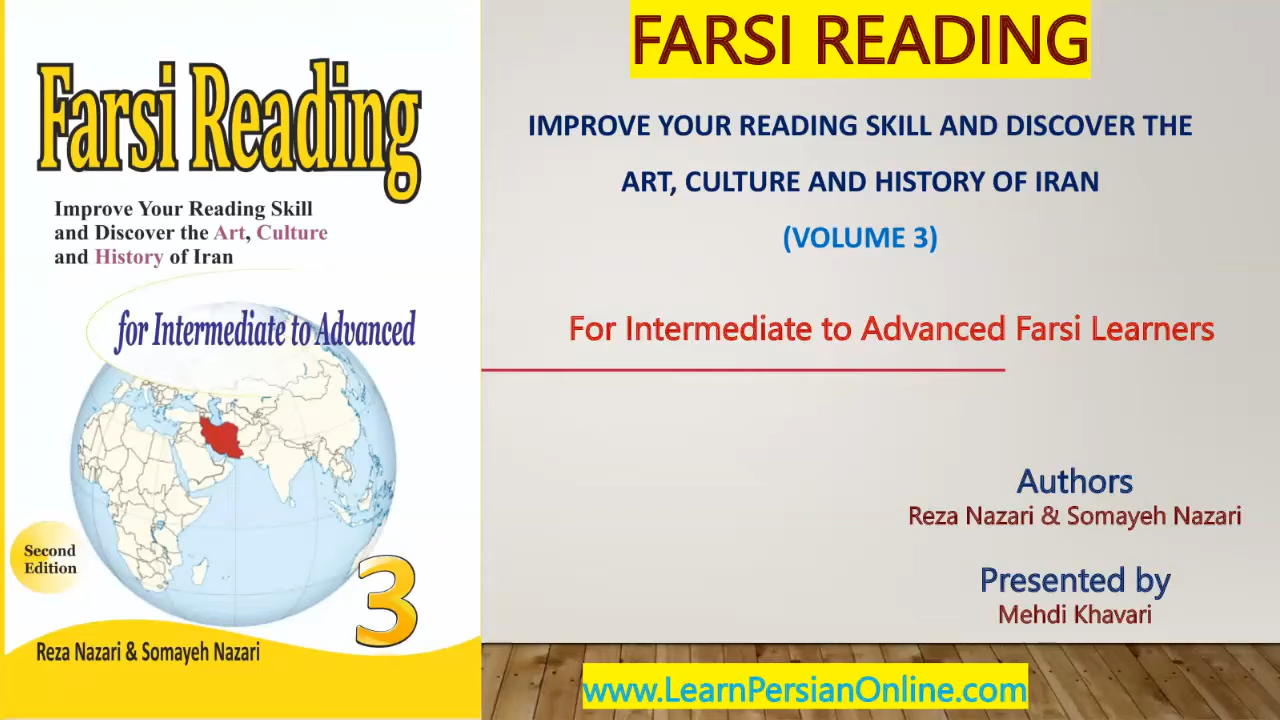 Farsi Reading
Improve Your Reading Skill
and Discover the Art, Culture
and History of Iran
for Intermediate to Advanced
Second
Edition
3
Reza Nazari & Somayeh Nazari
FARSI READING
IMPROVE YOUR READING SKILL AND DISCOVER THE
ART, CULTURE AND HISTORY OF IRAN
(VOLUME 3)
For Intermediate to Advanced Farsi Learners
Authors
Reza Nazari & Somayeh Nazari
Presented by
Mehdi Khavari
www.LearnPersianOnline.com